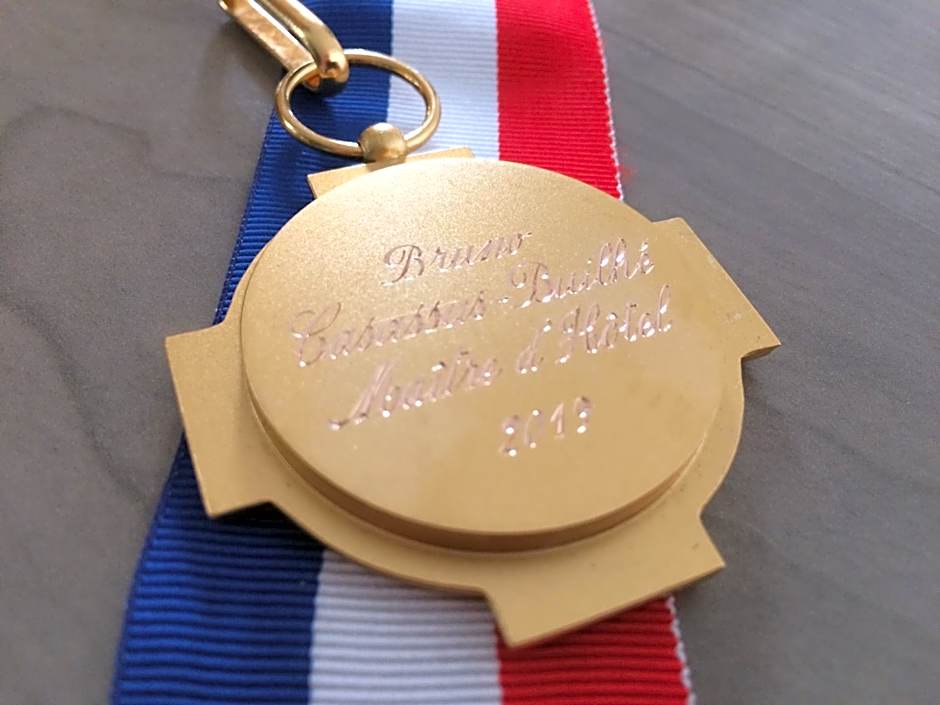 Bruno
Casassus-Builhé
Maître d'Hôtel
2019